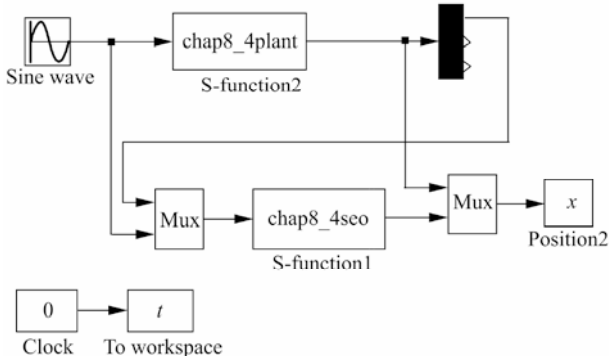 chap8_4plant
Sine wave
S-function2
Mux
chap8_4seo
Mux
x
S-function1
Position2
0
t
Clock
To workspace